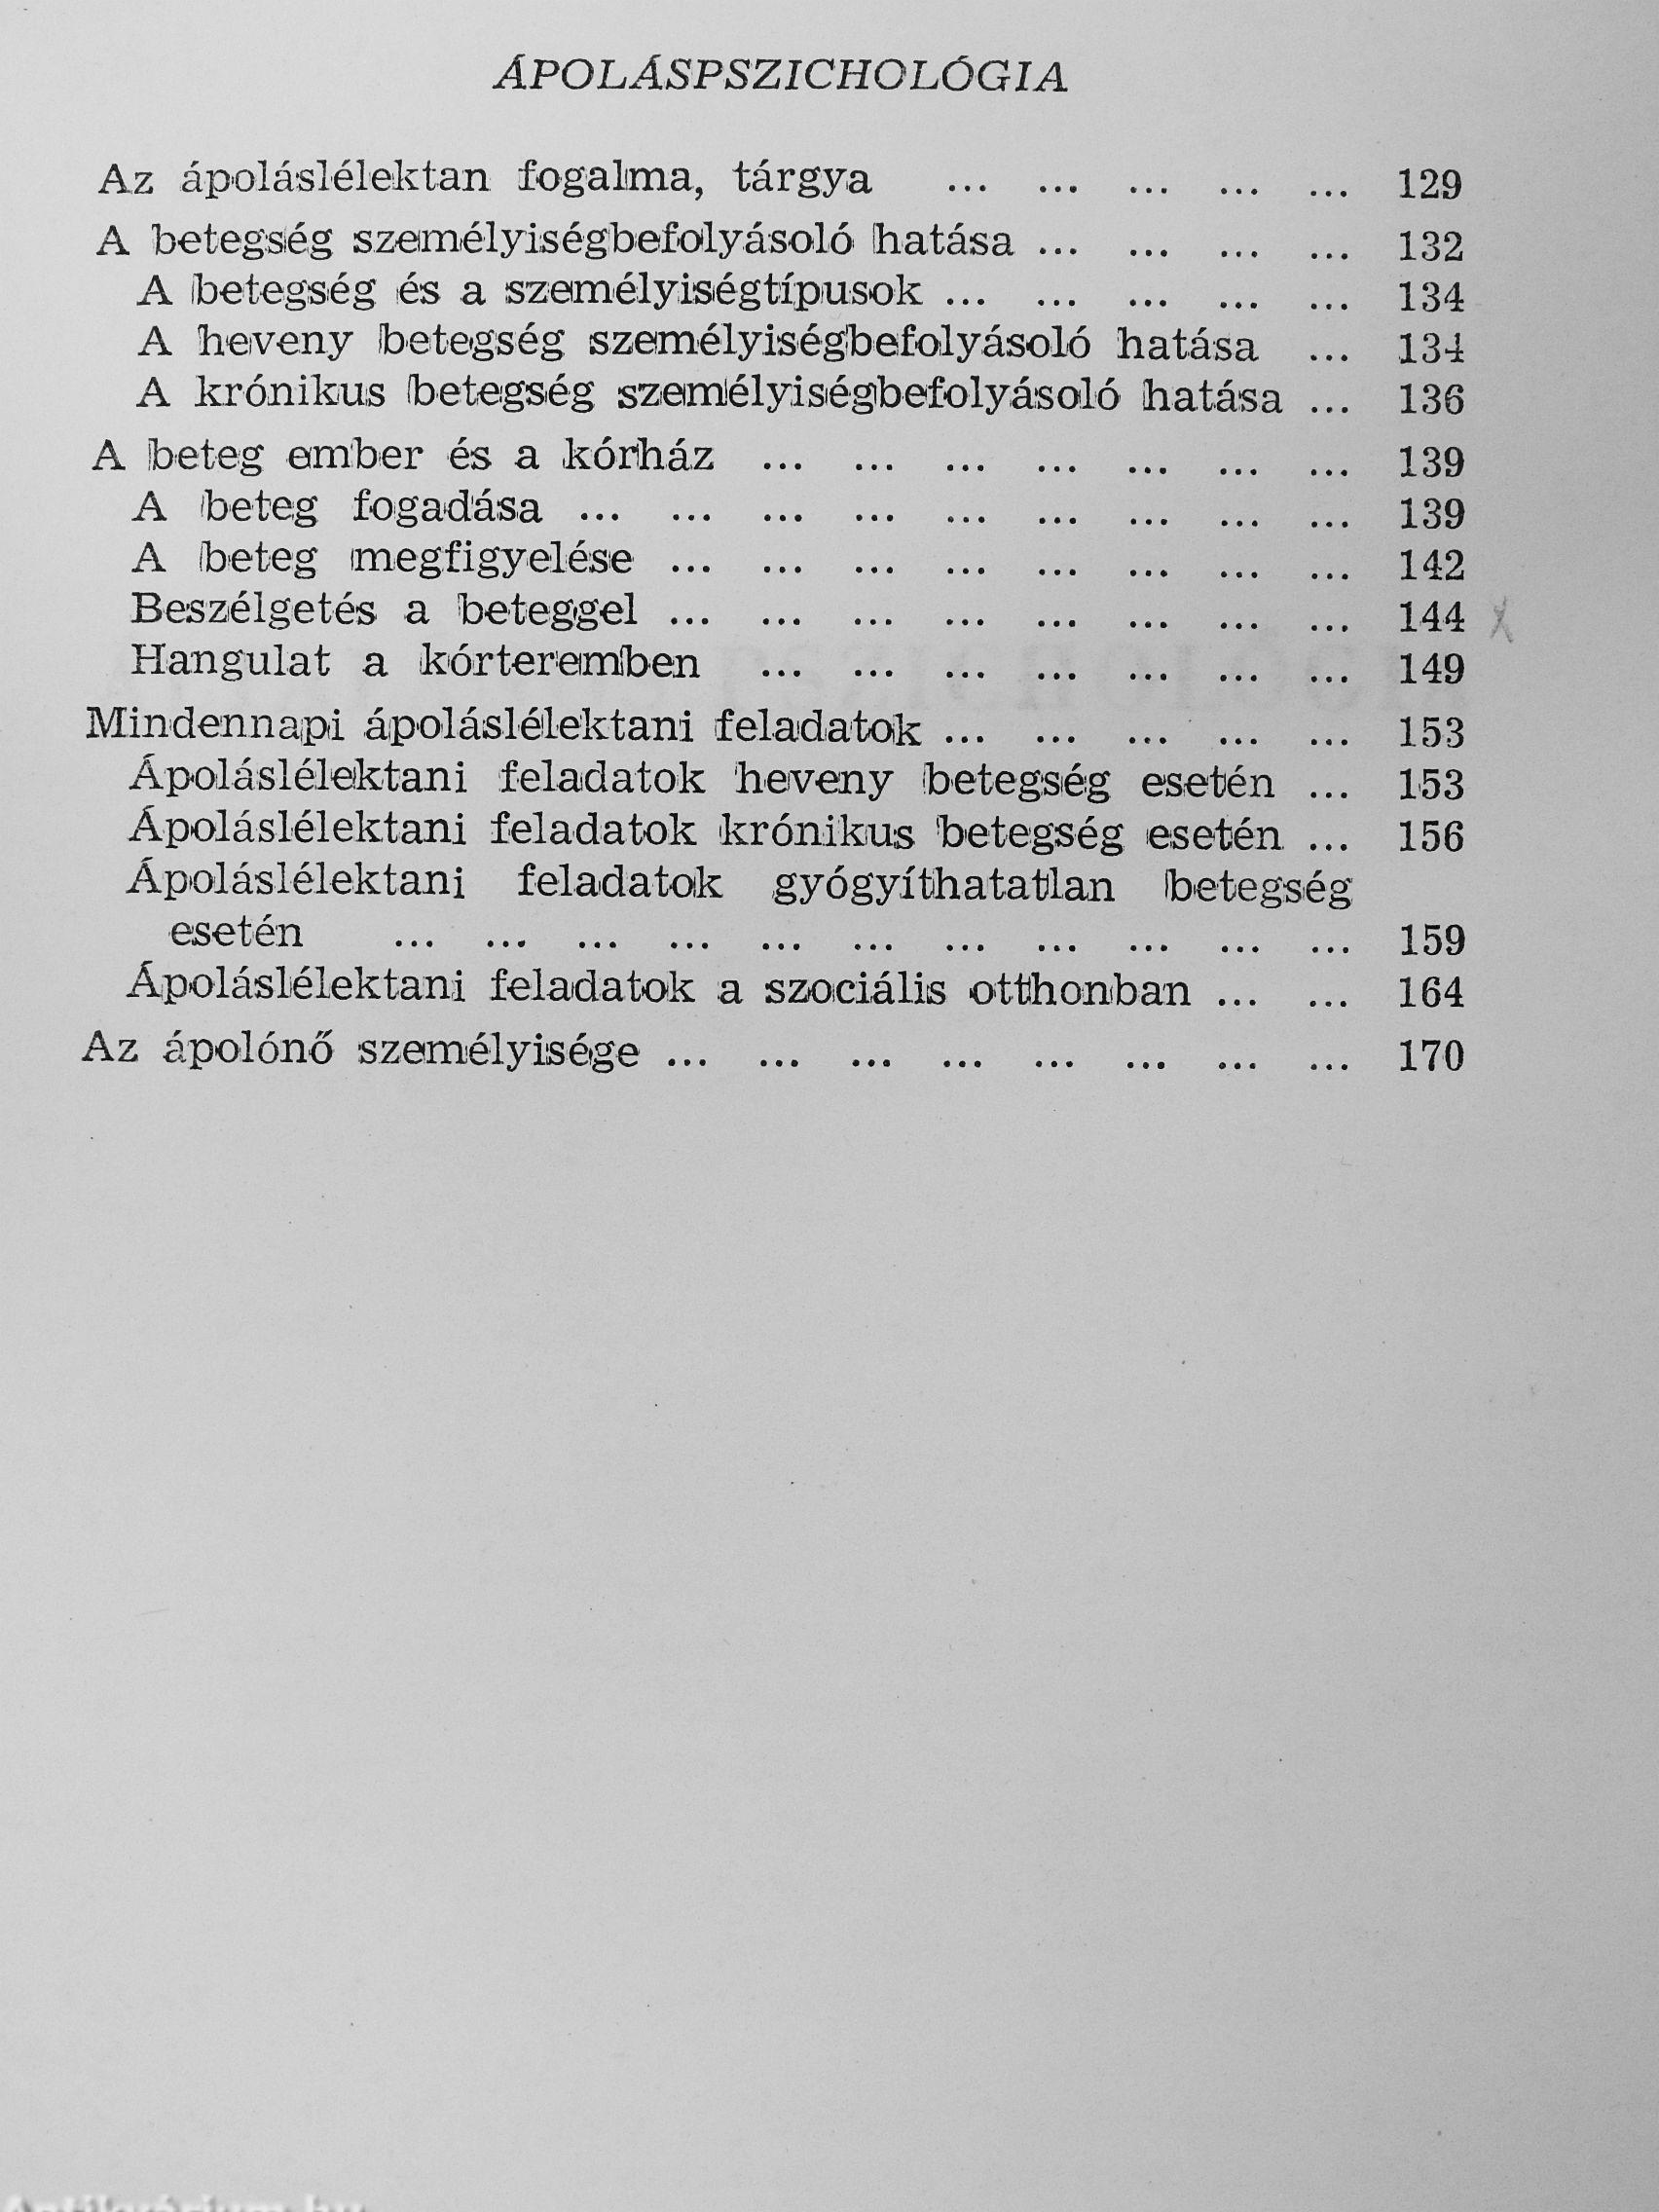 ÁPOLÁSPSZICHOLÓGIA
Az ápoláslélektan fogalma, tárgya ... ... ... ... ... 129
A betegség személyiségbefolyásoló hatása ... ... ... ... 132
A betegség és a személyiségtípusok ... ... ... ... ... 134
A heveny betegség személyiségbefolyásoló hatása ... 134
A krónikus betegség személyiségbefolyásoló hatása ... 136
A beteg ember és a kórház ... ... ... ... ... ... ... 139
A beteg fogadása ... ... ... ... ... ... ... ... ... 139
A beteg megfigyelése ... ... ... ... ... ... ... ... 142
Beszélgetés a beteggel ... ... ... ... ... ... ... ... 144 x
Hangulat a kórteremben ... ... ... ... ... ... ... 149
Mindennapi ápoláslélektani feladatok ... ... ... ... ... 153
Ápoláslélektani feladatok heveny betegség esetén ... 153
Ápoláslélektani feladatok krónikus betegség esetén ... 156
Ápoláslélektani feladatok gyógyíthatatlan betegség
esetén ... ... ... ... ... ... ... ... ... ... ... 159
Ápoláslélektani feladatok a szociális otthonban ... ... 164
Az ápolónő személyisége ... ... ... ... ... ... ... ... 170